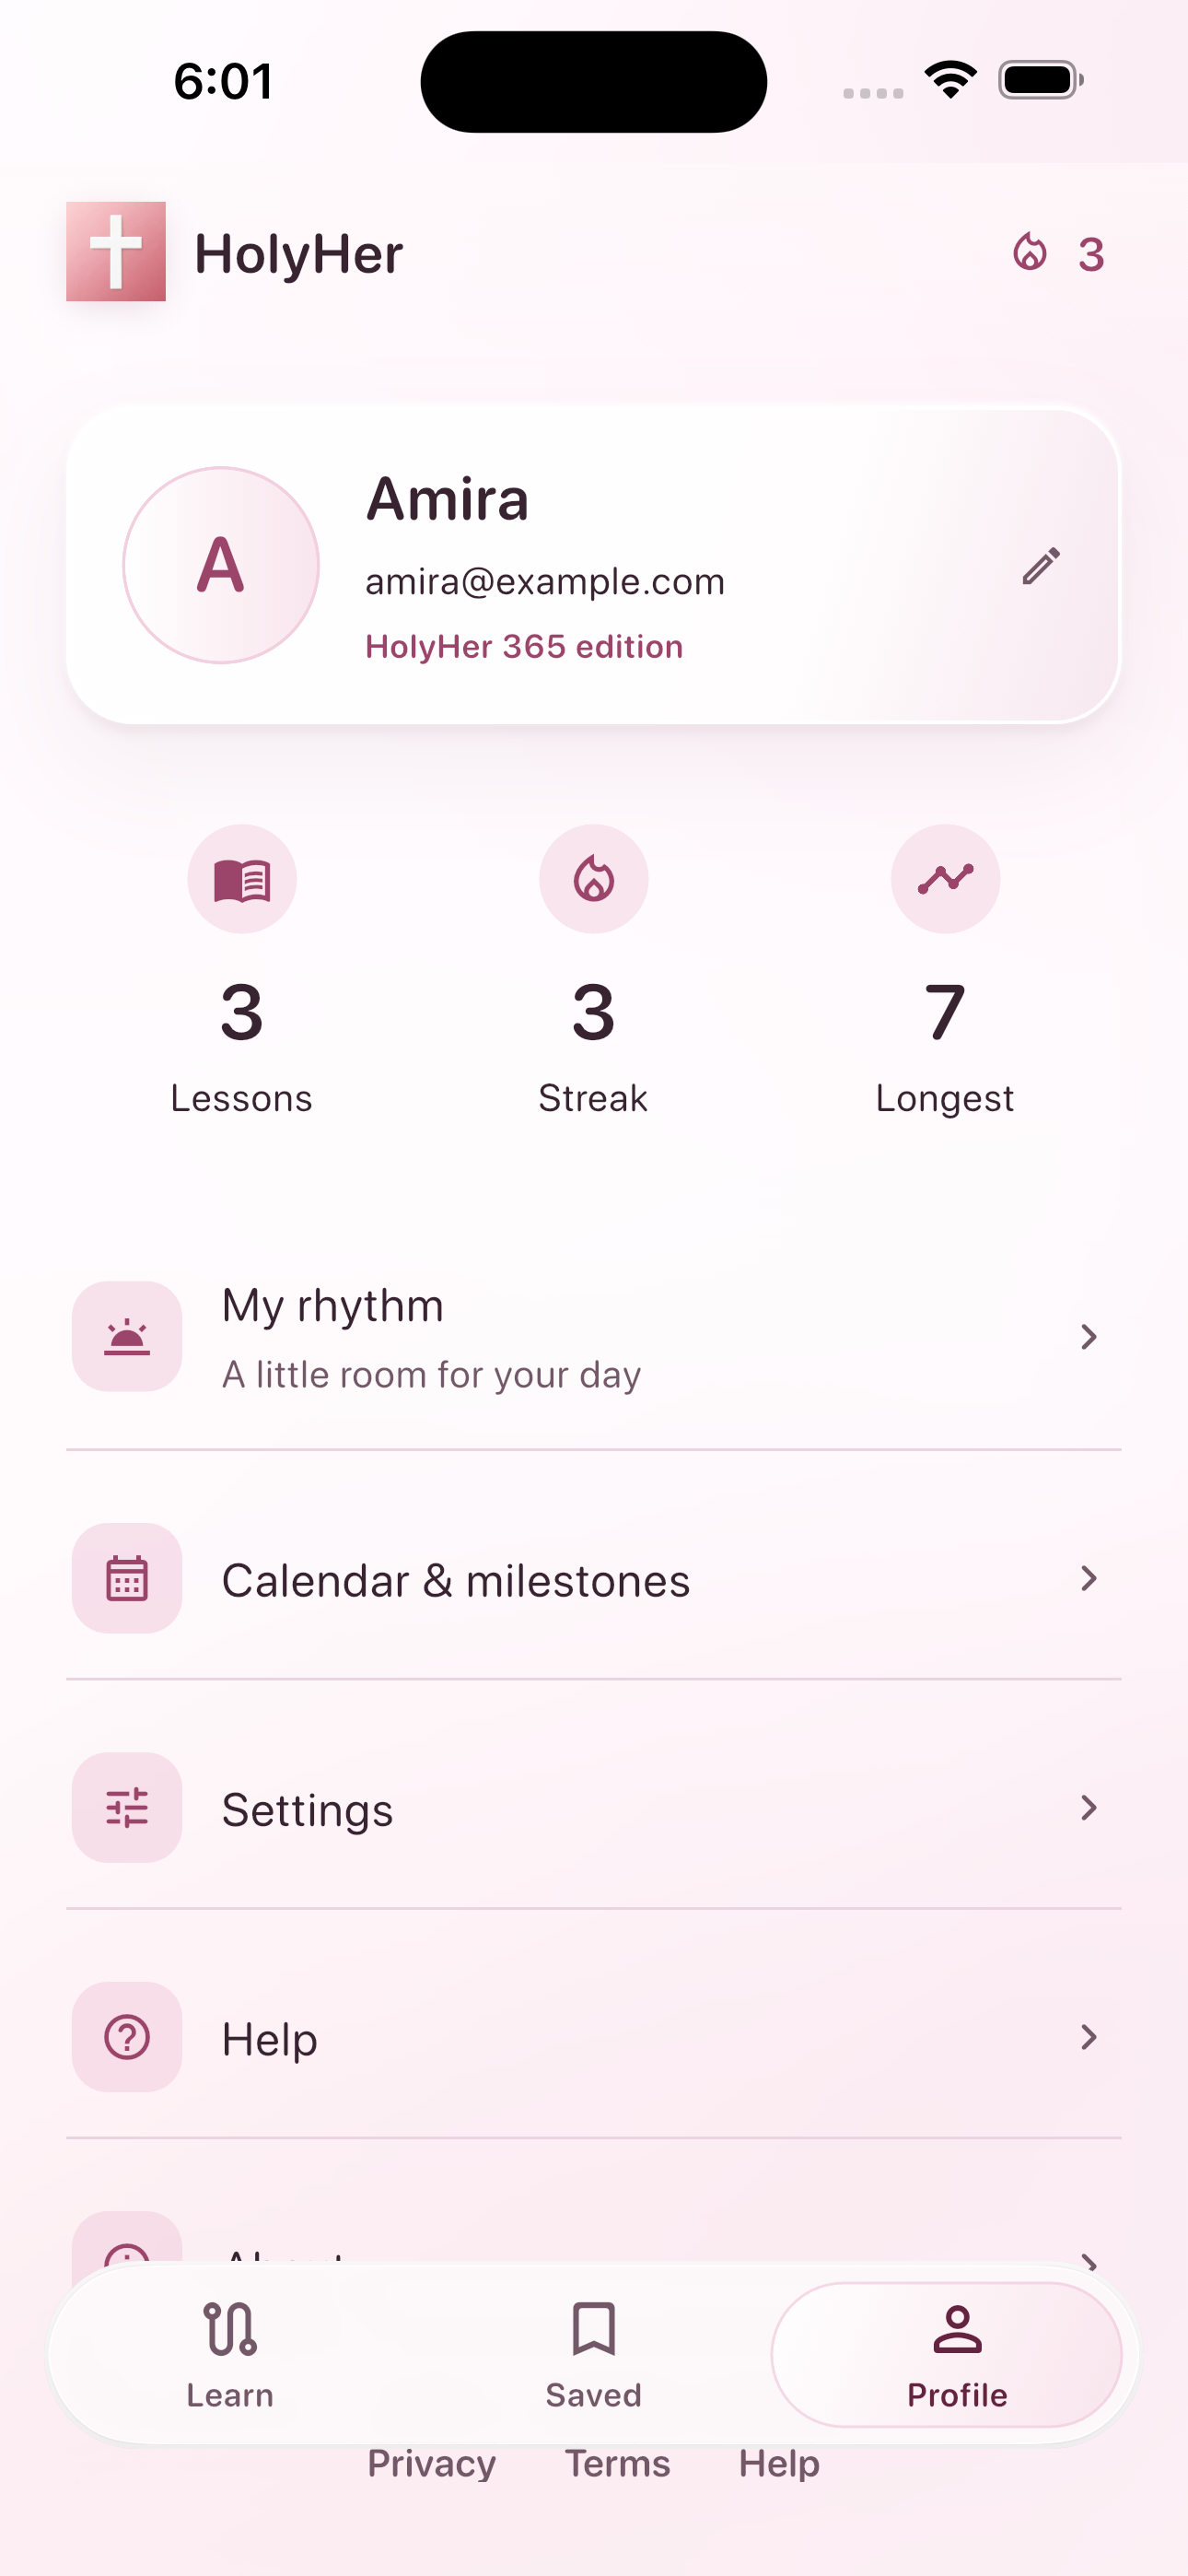 6:01
HolyHer
3
A
Amira
amira@example.com
HolyHer 365 edition
3
3
7
Lessons
Streak
Longest
My rhythm
A little room for your day
Calendar & milestones
Settings
Help
Learn
Saved
Profile
Privacy
Terms
Help